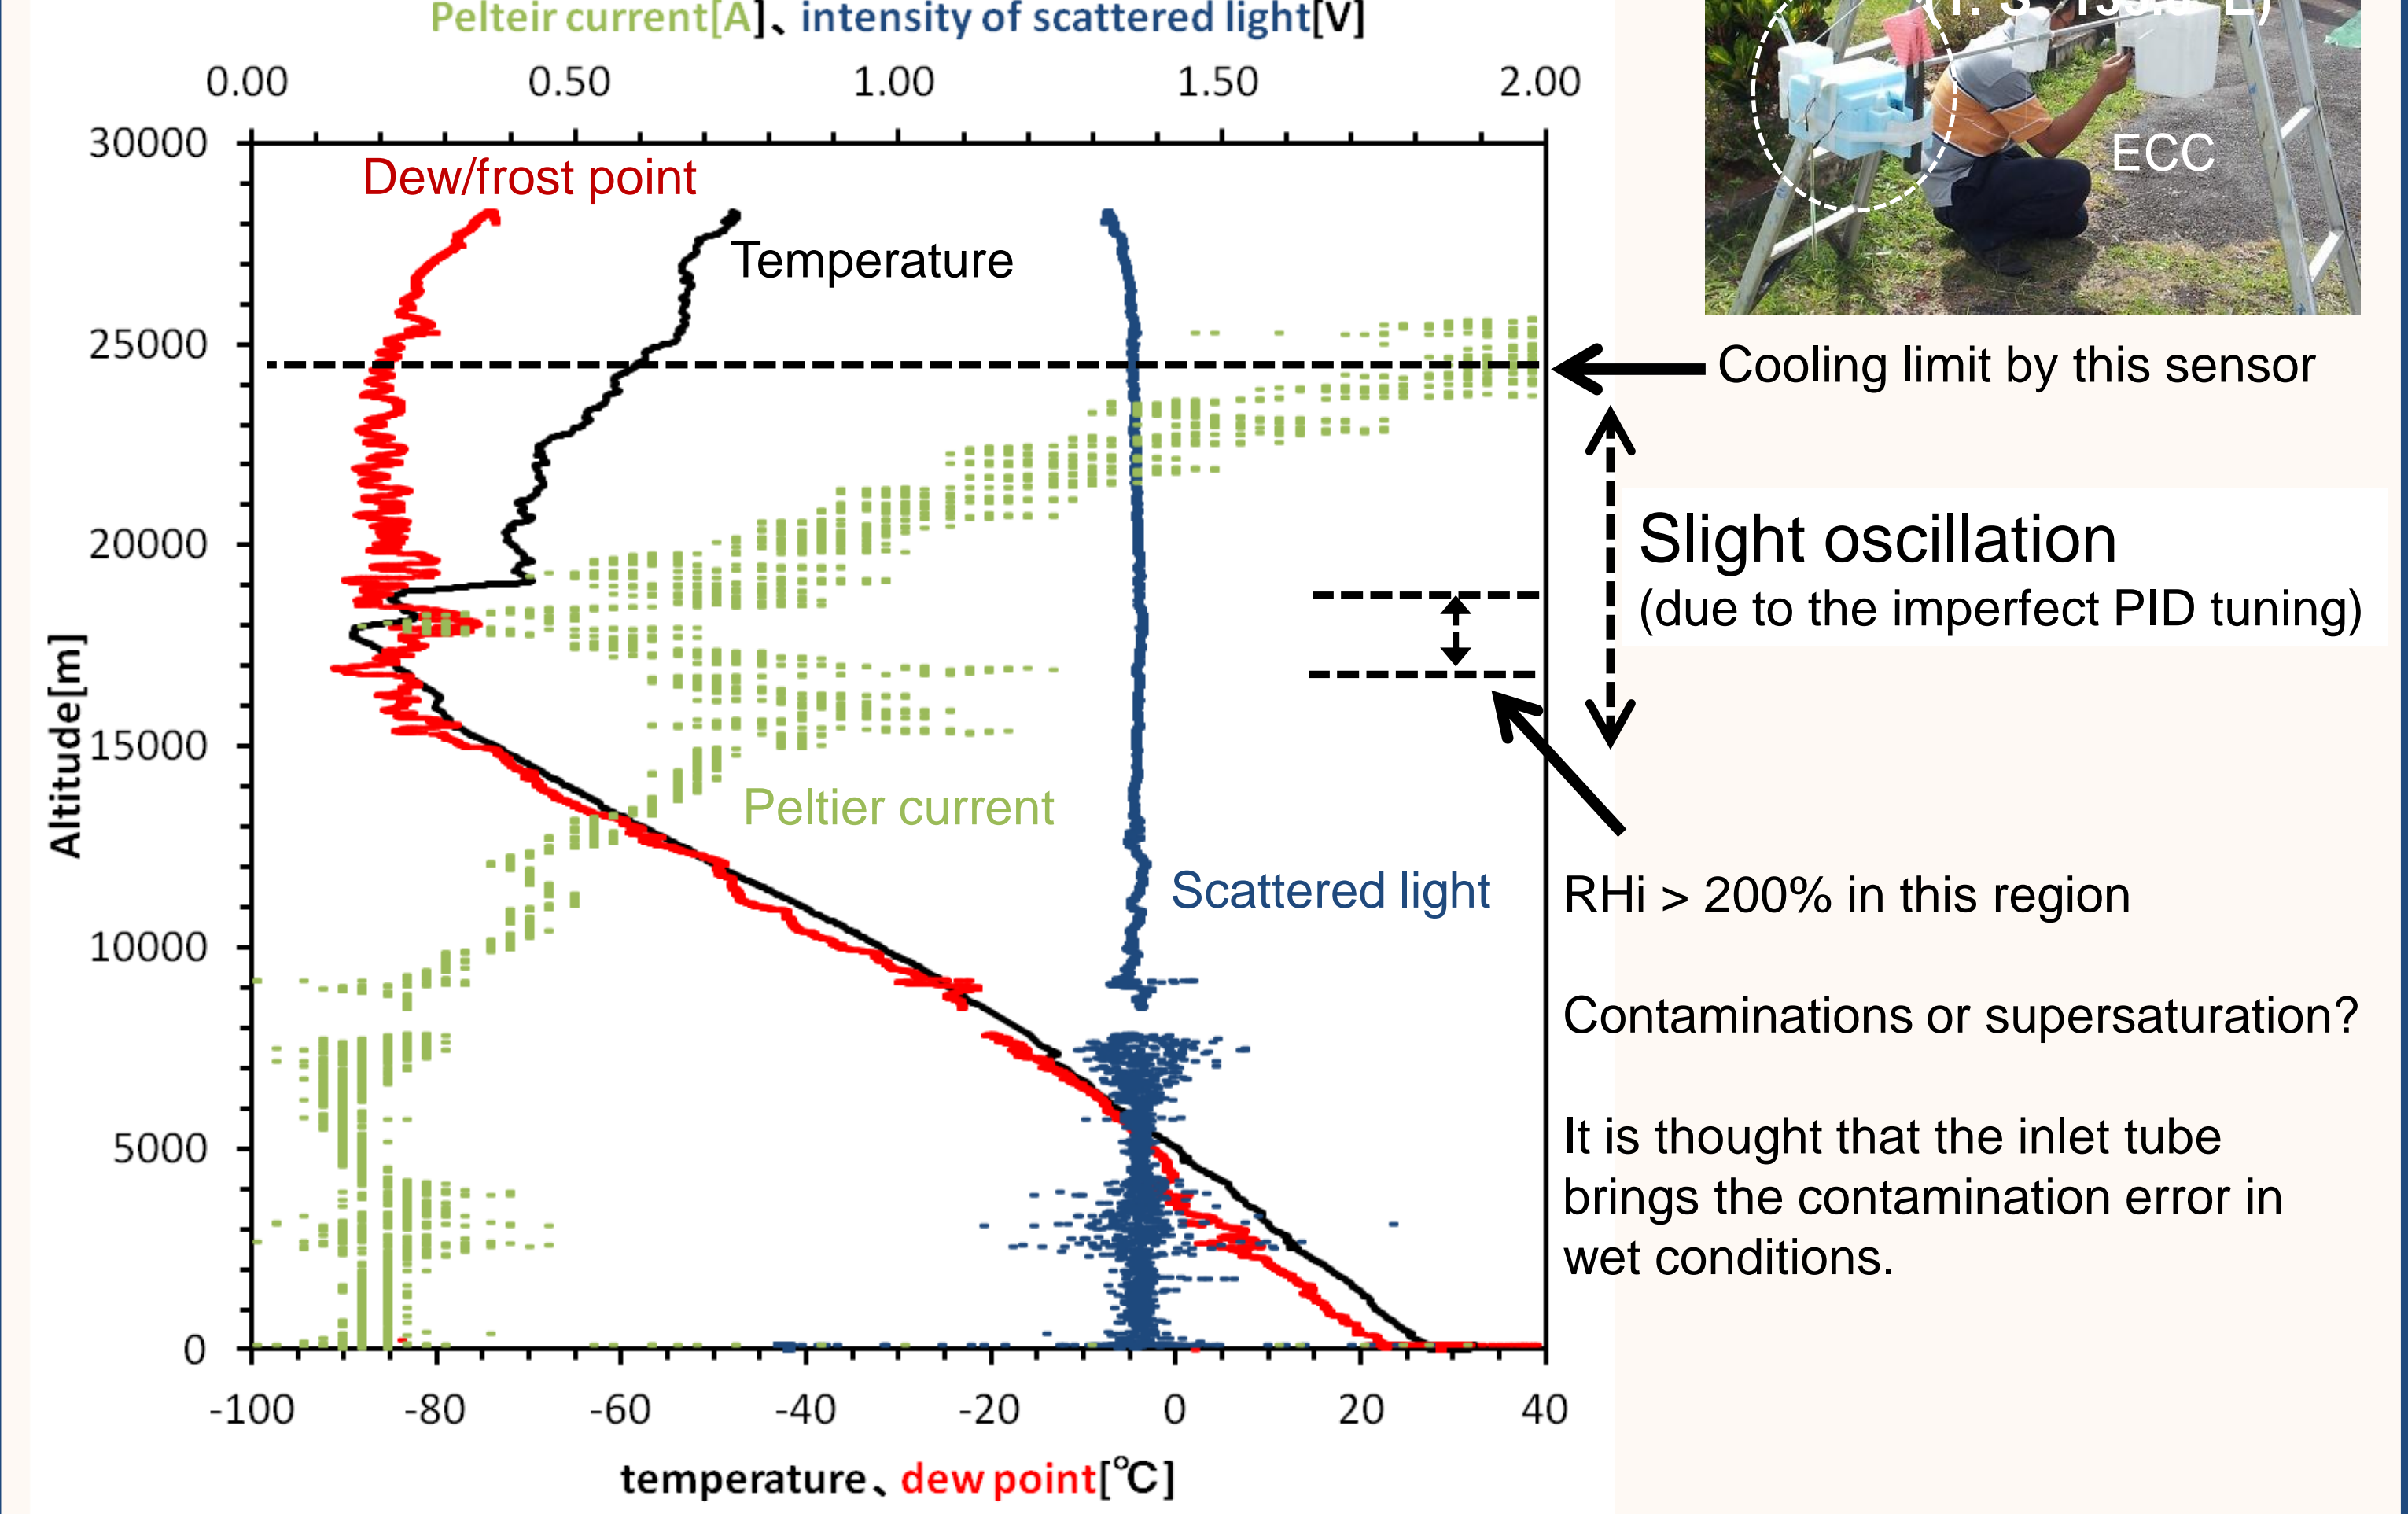 Pelteir current[A]、intensity of scattered light[V]
0.00 0.50 1.00 1.50 2.00
30000
25000
20000
15000
10000
5000
0
Altitude[m]
Dew/frost point
Temperature
Peltier current
Scattered light
-100 -80 -60 -40 -20 0 20 40
temperature、dew point[℃]
ECC
Cooling limit by this sensor
Slight oscillation
(due to the imperfect PID tuning)
RHi > 200% in this region
Contaminations or supersaturation?
It is thought that the inlet tube
brings the contamination error in
wet conditions.